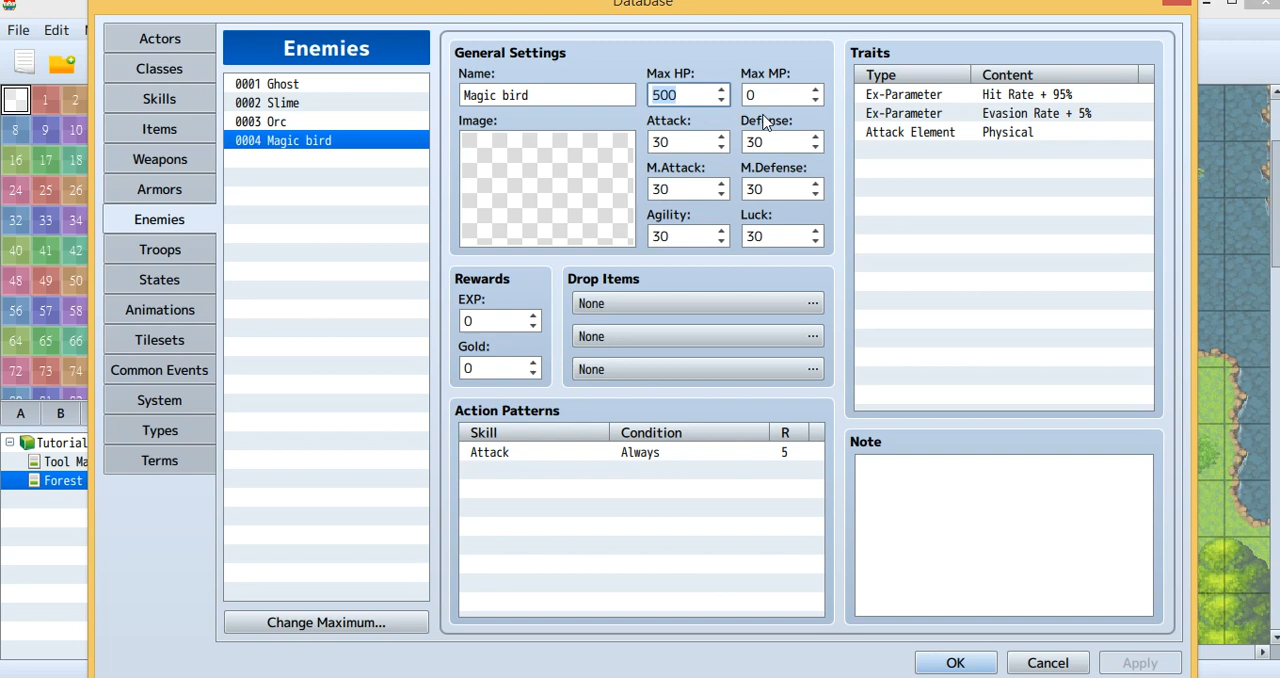 Database
File Edit
1 2
8 9 10
16 17 18
24 25 26
32 33 34
40 41 42
48 49 50
56 57 58
64 65 66
72 73 74
A B
Tutorial
Tool Ma
Forest
Actors
Classes
Skills
Items
Weapons
Armors
Enemies
Troops
States
Animations
Tilesets
Common Events
System
Types
Terms
Enemies
0001 Ghost
0002 Slime
0003 Orc
0004 Magic bird
Change Maximum...
General Settings
Name: Max HP: Max MP:
Magic bird 500 0
Image: Attack: Defense:
30 30
M.Attack: M.Defense:
30 30
Agility: Luck:
30 30
Rewards
EXP:
0
Gold:
0
Drop Items
None ...
None ...
None ...
Action Patterns
Skill Condition R
Attack Always 5
Traits
Type Content
Ex-Parameter Hit Rate + 95%
Ex-Parameter Evasion Rate + 5%
Attack Element Physical
Note
OK Cancel Apply